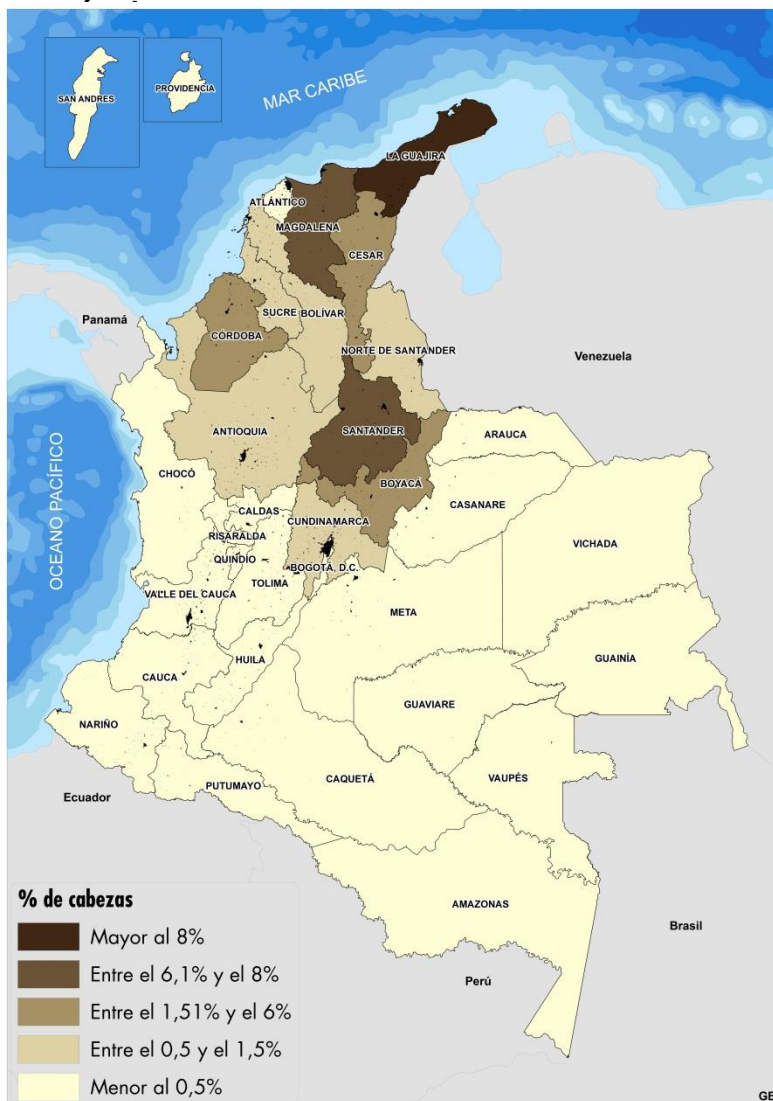 SAN ANDRES
PROVIDENCIA
MAR CARIBE
LA GUAJIRA
ATLÁNTICO
MAGDALENA
CESAR
Panamá
SUCRE
BOLÍVAR
CÓRDOBA
NORTE DE SANTANDER
Venezuela
OCEANO PACÍFICO
ANTIOQUIA
SANTANDER
ARAUCA
CHOCÓ
BOYACÁ
CALDAS
CUNDINAMARCA
CASANARE
RISARALDA
VICHADA
QUINDÍO
BOGOTÁ, D.C.
TOLIMA
VALLE DEL CAUCA
META
HUILA
GUAINÍA
CAUCA
GUAVIARE
NARIÑO
CAQUETÁ
VAUPÉS
PUTUMAYO
Ecuador
% de cabezas
Mayor al 8%
Entre el 6,1% y el 8%
Entre el 1,51% y el 6%
Entre el 0,5 y el 1,5%
Menor al 0,5%
AMAZONAS
Brasil
Perú
GE